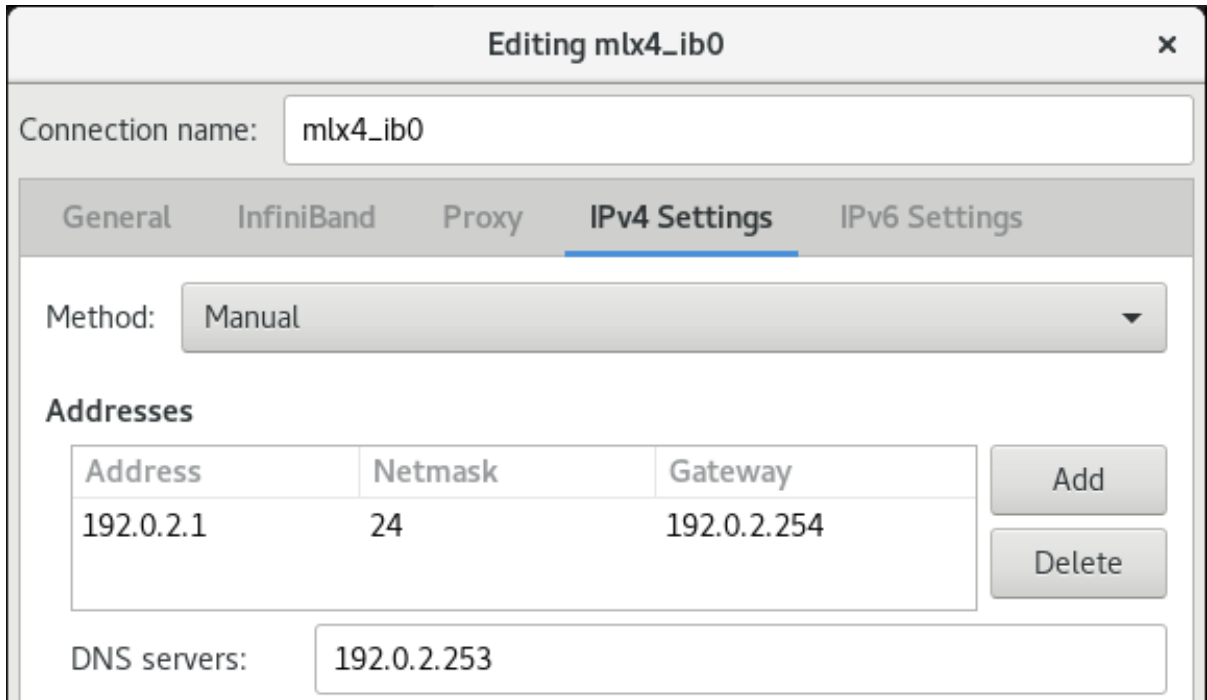 Editing mlx4_ib0 ×
Connection name: mlx4_ib0
General InfiniBand Proxy IPv4 Settings IPv6 Settings
Method: Manual
Addresses
Address Netmask Gateway Add
192.0.2.1 24 192.0.2.254
Delete
DNS servers: 192.0.2.253